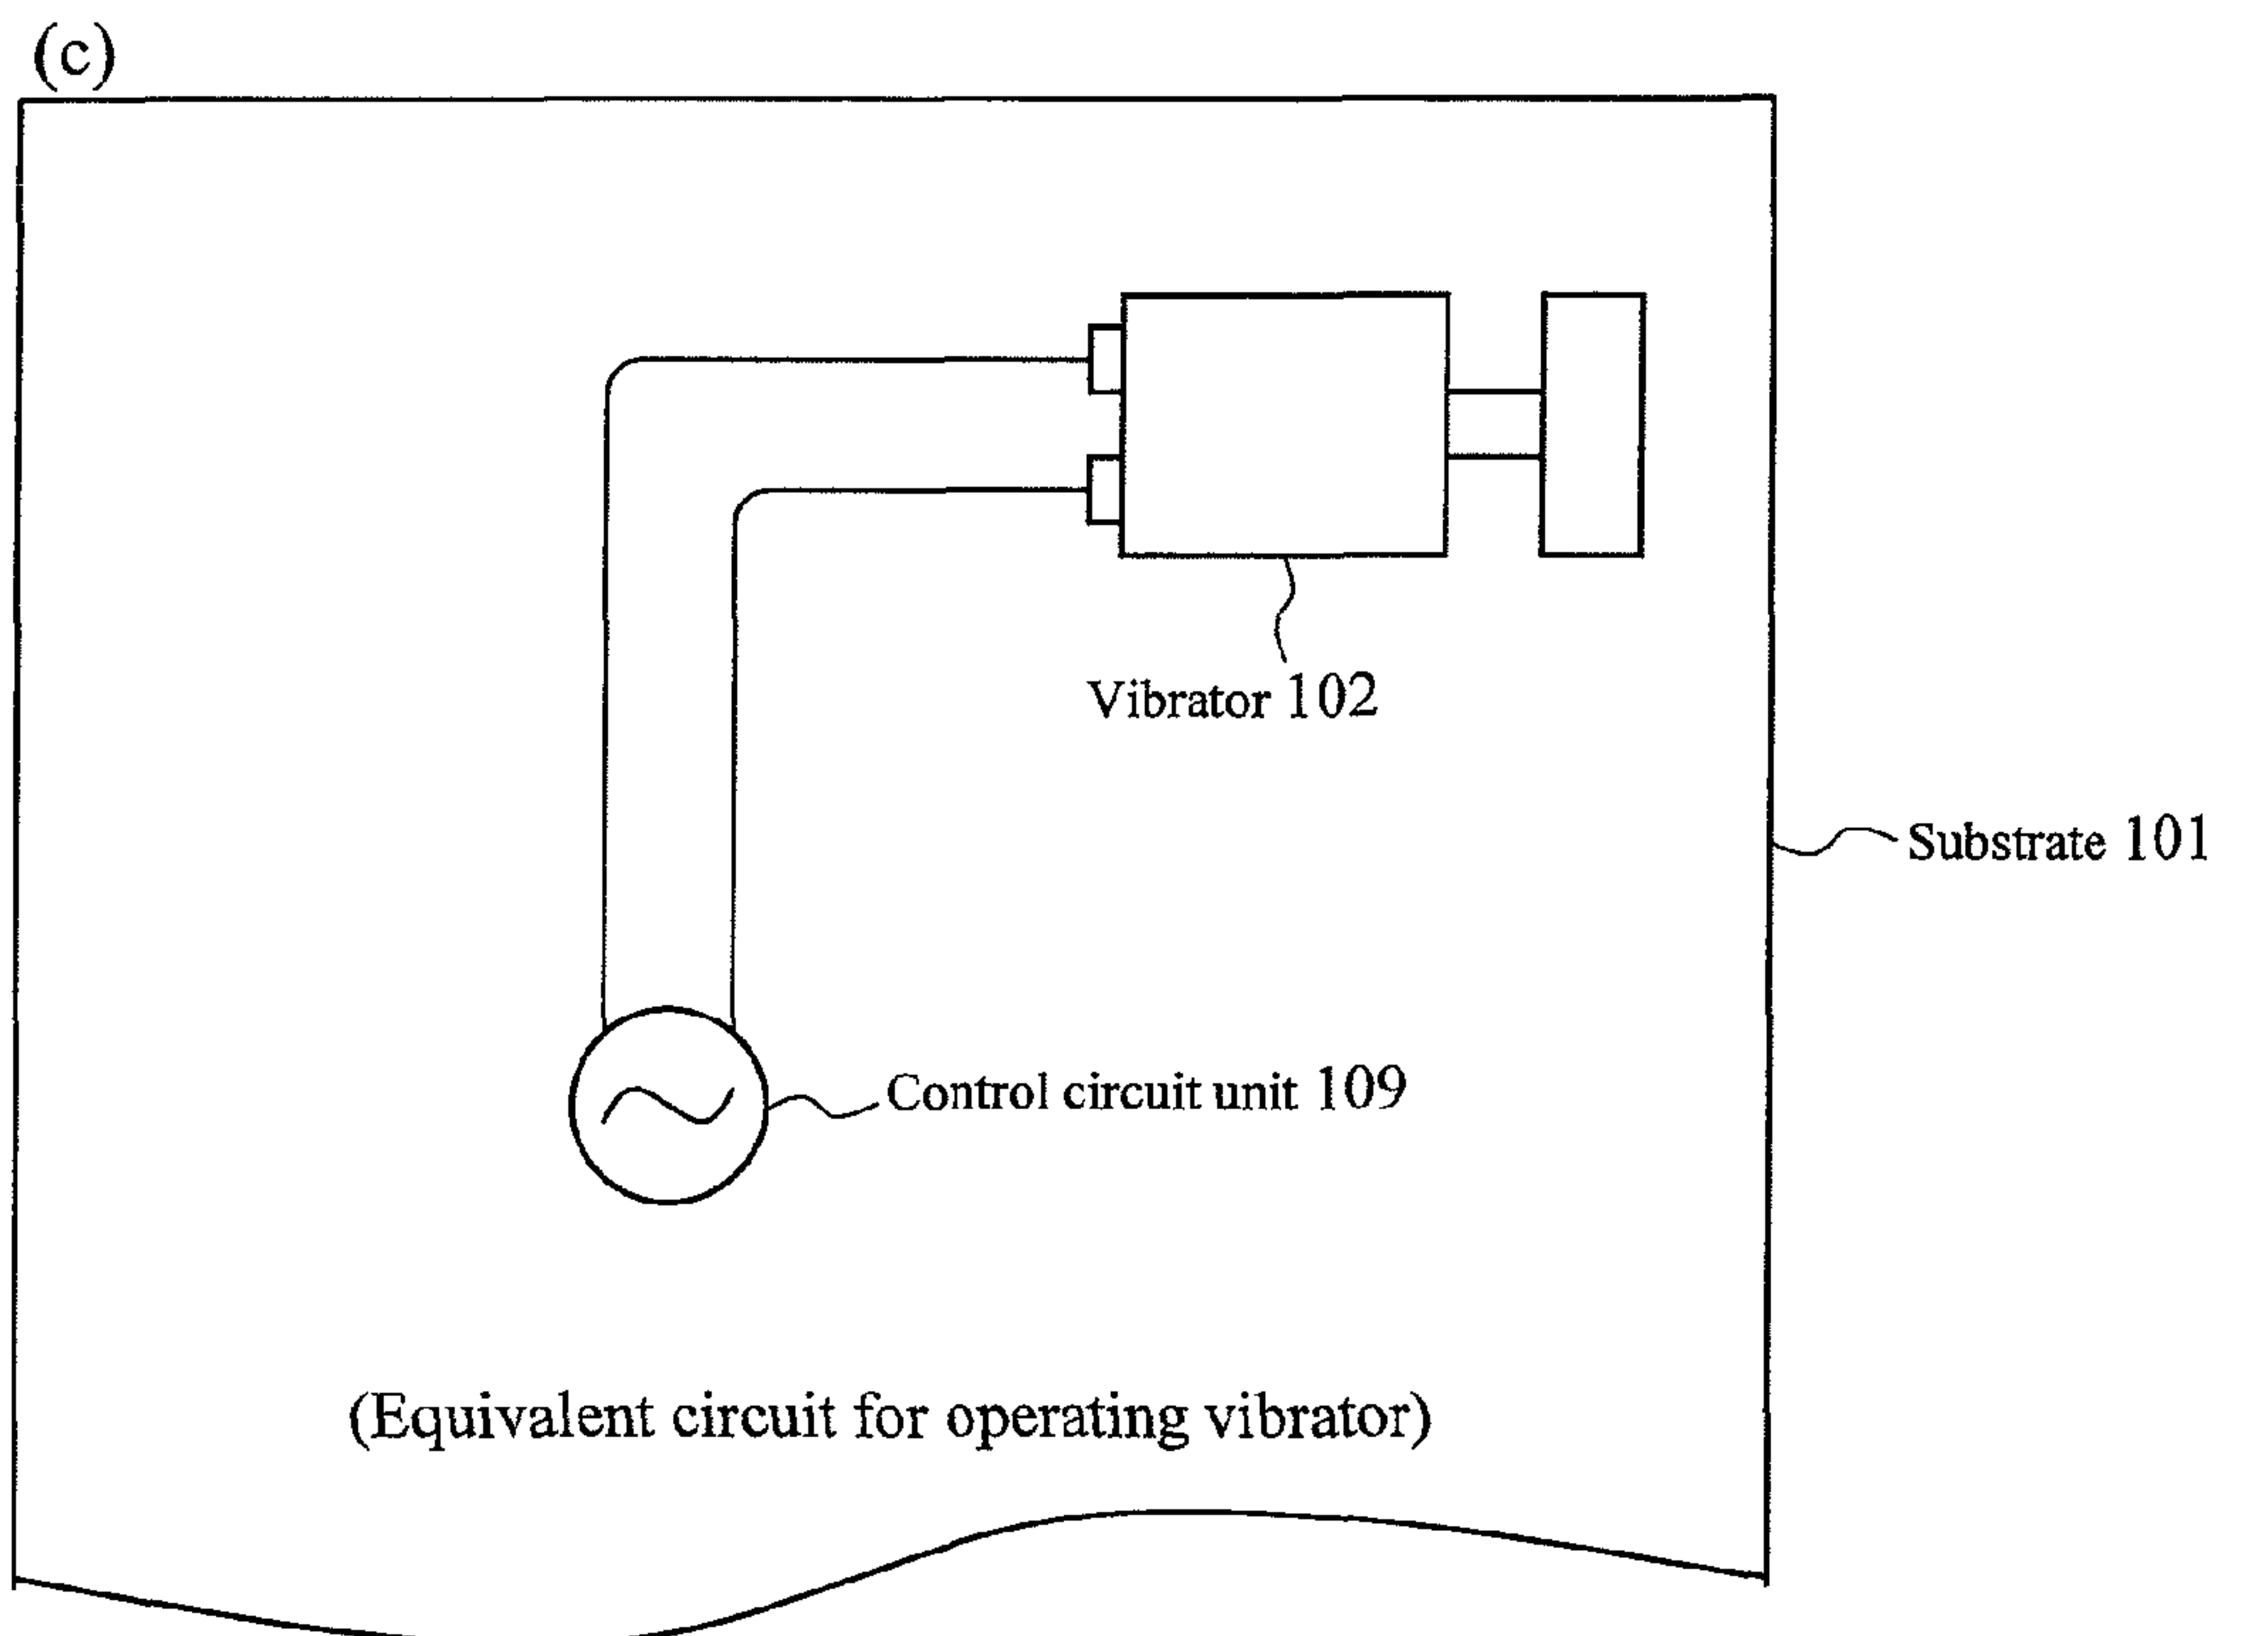 (c)
Vibrator 102
Substrate 101
Control circuit unit 109
(Equivalent circuit for operating vibrator)